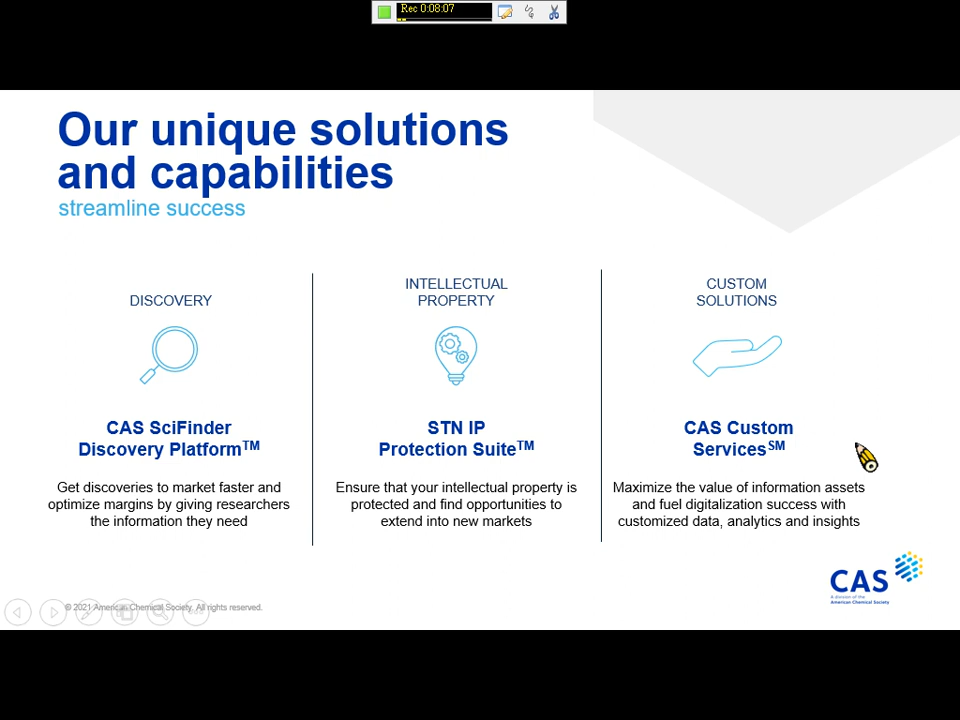 Rec 0:08:07
Our unique solutions
and capabilities
streamline success
DISCOVERY
CAS SciFinder
Discovery Platform™
Get discoveries to market faster and
optimize margins by giving researchers
the information they need
INTELLECTUAL
PROPERTY
STN IP
Protection Suite™
Ensure that your intellectual property is
protected and find opportunities to
extend into new markets
CUSTOM
SOLUTIONS
CAS Custom
Services℠
Maximize the value of information assets
and fuel digitalization success with
customized data, analytics and insights
CAS
A division of the
American Chemical Society
© 2021 American Chemical Society. All rights reserved.